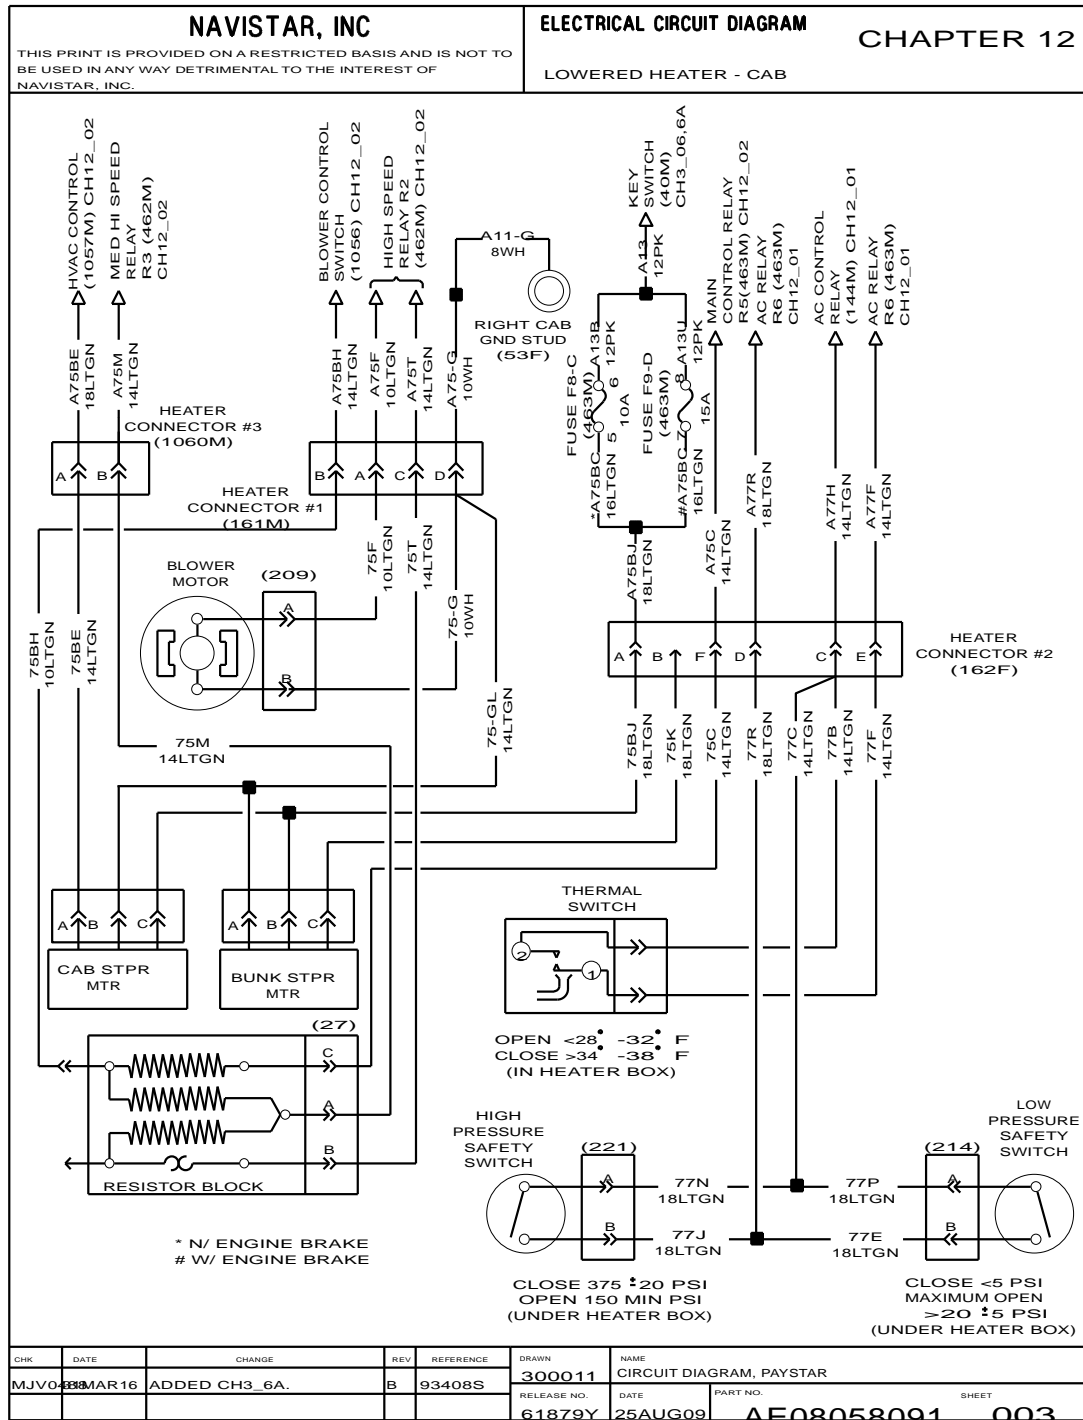 NAVISTAR, INC
THIS PRINT IS PROVIDED ON A RESTRICTED BASIS AND IS NOT TO
BE USED IN ANY WAY DETRIMENTAL TO THE INTEREST OF
NAVISTAR, INC.
ELECTRICAL CIRCUIT DIAGRAM
CHAPTER 12
LOWERED HEATER - CAB
HVAC CONTROL
(1057M) CH12_02
MED HI SPEED
RELAY
R3 (462M)
CH12_02
BLOWER CONTROL
SWITCH
(1056) CH12_02
HIGH SPEED
RELAY R2
(462M) CH12_02
KEY
SWITCH
(40M)
CH3_06,6A
MAIN
CONTROL RELAY
R5(463M) CH12_02
AC RELAY
R6 (463M)
CH12_01
AC CONTROL
RELAY
(144M) CH12_01
AC RELAY
R6 (463M)
CH12_01
A11-G
8WH
RIGHT CAB
GND STUD
(53F)
A13
12PK
A75BE
18LTGN
A75M
14LTGN
A75BH
14LTGN
A75F
10LTGN
A75T
14LTGN
A75-G
10WH
A13B
12PK
A13U
12PK
FUSE F8-C
(463M)
6
10A
5
FUSE F9-D
(463M)
8
15A
7
*A75BC
16LTGN
#A75BC
16LTGN
A75BJ
18LTGN
A75C
14LTGN
A77R
18LTGN
A77H
14LTGN
A77F
14LTGN
HEATER
CONNECTOR #3
(1060M)
A
B
HEATER
CONNECTOR #1
(161M)
B
A
C
D
75F
10LTGN
75T
14LTGN
75-G
10WH
BLOWER
MOTOR
(209)
A
B
75BH
10LTGN
75BE
14LTGN
75-GL
14LTGN
75M
14LTGN
HEATER
CONNECTOR #2
(162F)
A
B
F
D
C
E
75BJ
18LTGN
75K
18LTGN
75C
14LTGN
77R
18LTGN
77C
14LTGN
77B
14LTGN
77F
14LTGN
A
B
C
CAB STPR
MTR
A
B
C
BUNK STPR
MTR
THERMAL
SWITCH
2
1
OPEN <28° -32° F
CLOSE >34° -38° F
(IN HEATER BOX)
(27)
C
A
B
RESISTOR BLOCK
* N/ ENGINE BRAKE
# W/ ENGINE BRAKE
HIGH
PRESSURE
SAFETY
SWITCH
(221)
A
B
77N
18LTGN
77J
18LTGN
77P
18LTGN
77E
18LTGN
(214)
A
B
LOW
PRESSURE
SAFETY
SWITCH
CLOSE 375 ±20 PSI
OPEN 150 MIN PSI
(UNDER HEATER BOX)
CLOSE <5 PSI
MAXIMUM OPEN
>20 ±5 PSI
(UNDER HEATER BOX)
CHK DATE CHANGE REV REFERENCE
ADDED CH3_6A. B 93408S
DRAWN
300011
NAME
CIRCUIT DIAGRAM, PAYSTAR
RELEASE NO.
61879Y
DATE
25AUG09
PART NO.
AE08058091
SHEET
003